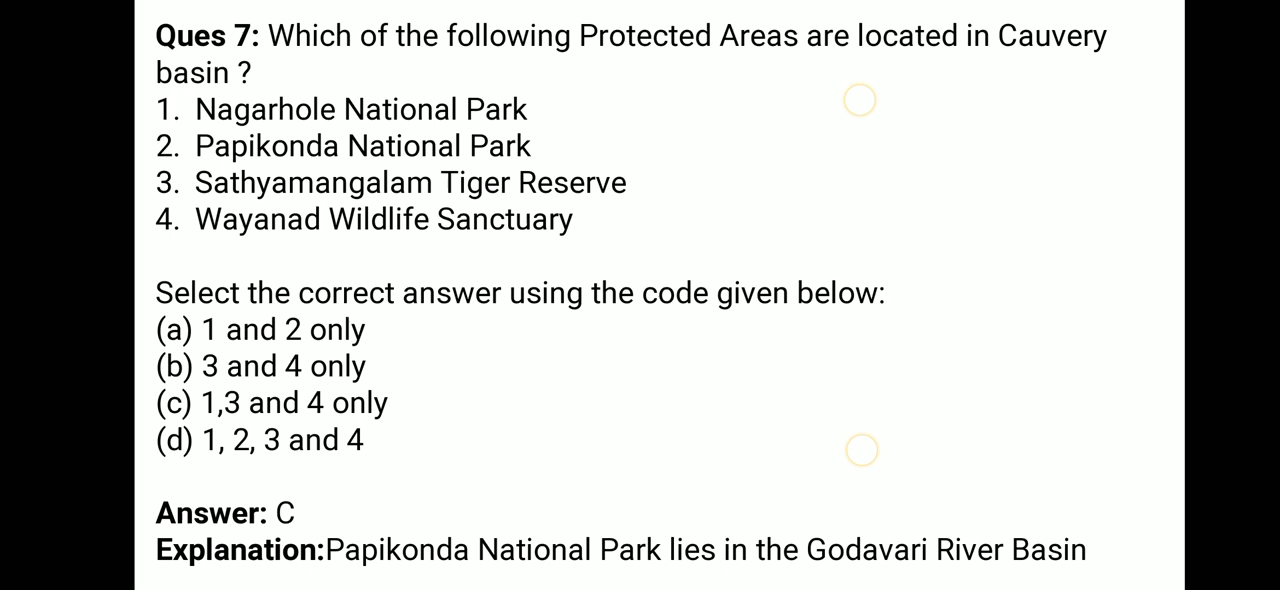 Ques 7: Which of the following Protected Areas are located in Cauvery
basin ?
1. Nagarhole National Park
2. Papikonda National Park
3. Sathyamangalam Tiger Reserve
4. Wayanad Wildlife Sanctuary
Select the correct answer using the code given below:
(a) 1 and 2 only
(b) 3 and 4 only
(c) 1,3 and 4 only
(d) 1, 2, 3 and 4
Answer: C
Explanation:Papikonda National Park lies in the Godavari River Basin